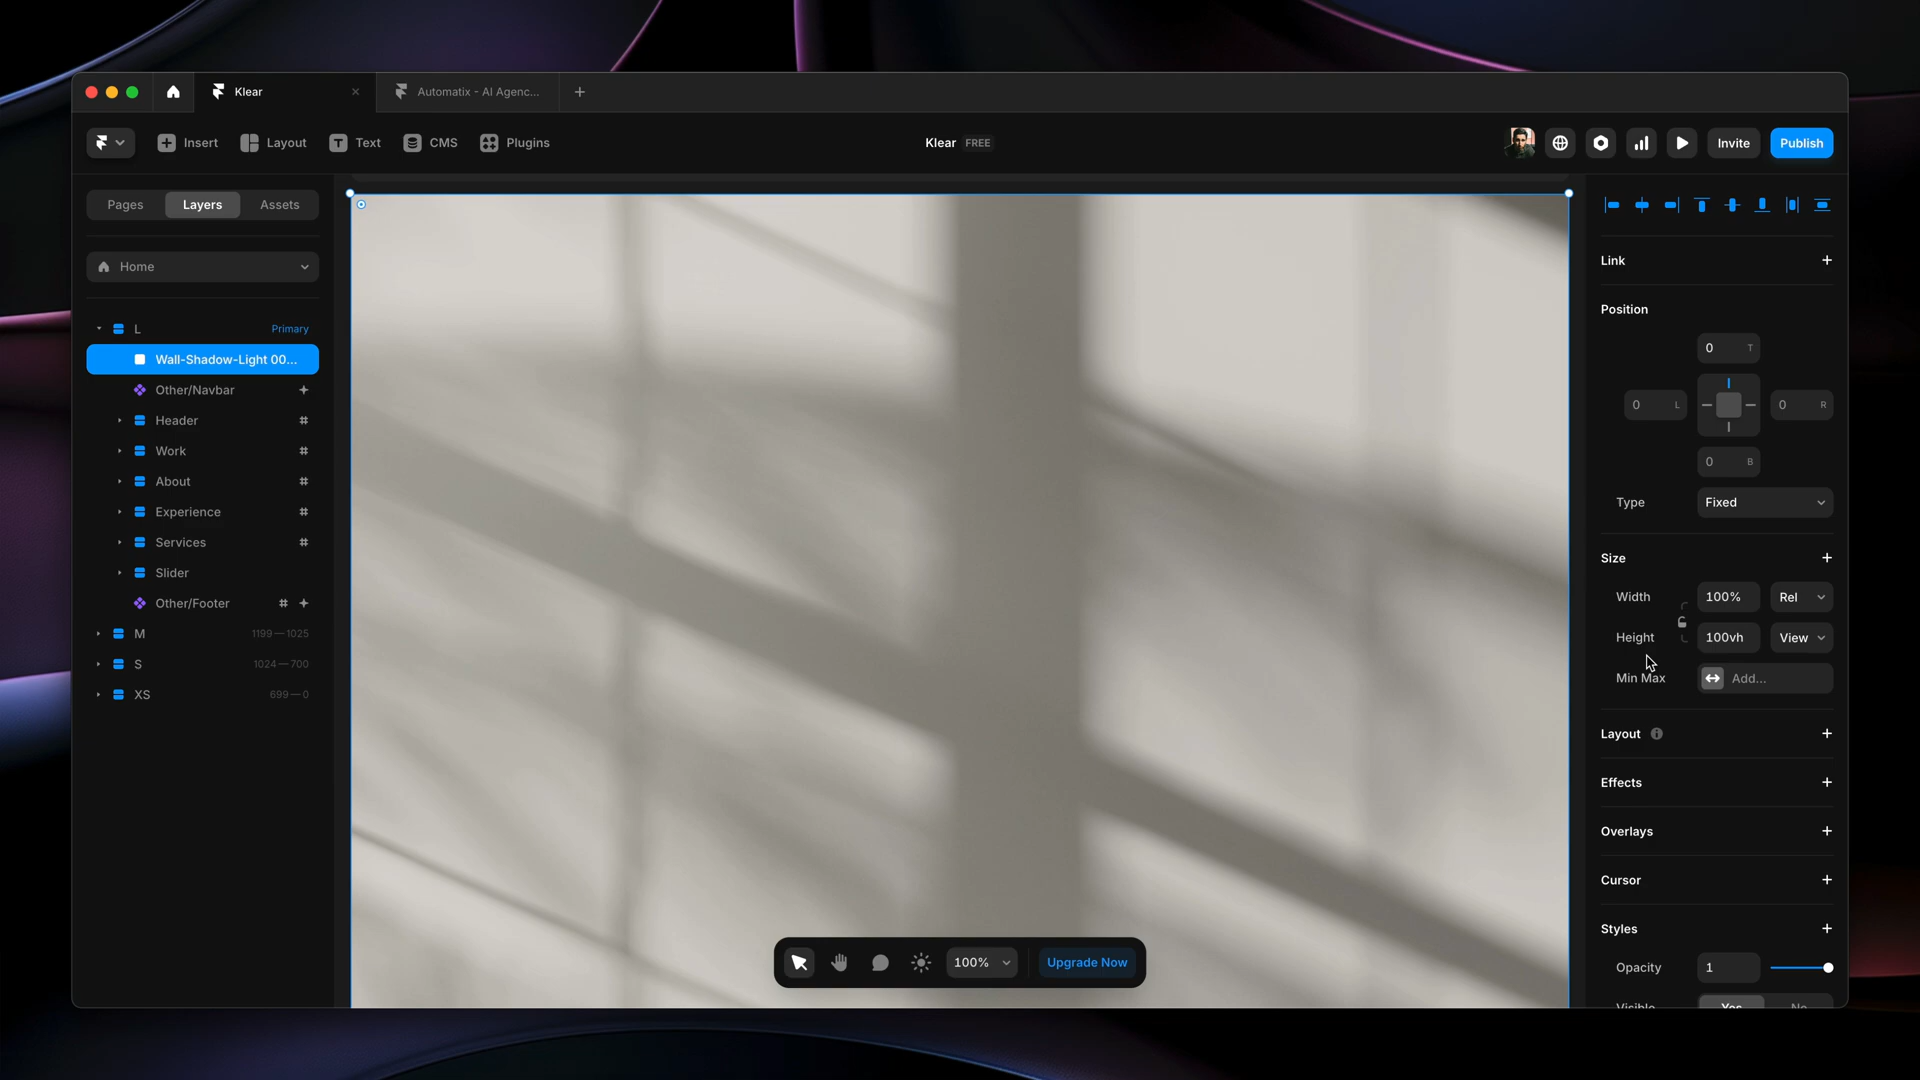 Klear
Automatix - AI Agenc...
Insert
Layout
Text
CMS
Plugins
Klear FREE
Invite
Publish
Pages
Layers
Assets
Home
L Primary
Wall-Shadow-Light 00...
Other/Navbar
Header
Work
About
Experience
Services
Slider
Other/Footer
M 1199—1025
S 1024—700
XS 699—0
Link
Position
0 T
0 L
0 R
0 B
Type Fixed
Size
Width 100% Rel
Height 100vh View
Min Max Add...
Layout
Effects
Overlays
Cursor
Styles
Opacity 1
Visible Yes No
100%
Upgrade Now